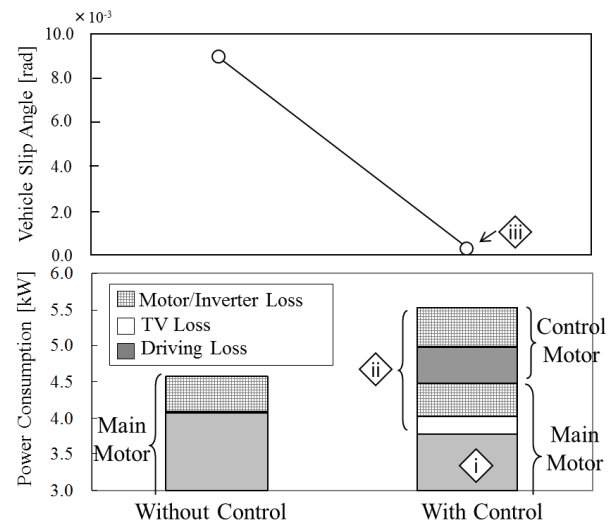 × 10⁻³
Vehicle Slip Angle [rad]
10.0
8.0
6.0
4.0
2.0
0.0
iii
Power Consumption [kW]
6.0
5.5
5.0
4.5
4.0
3.5
3.0
Motor/Inverter Loss
TV Loss
Driving Loss
Main
Motor
ii
i
Control
Motor
Main
Motor
Without Control
With Control